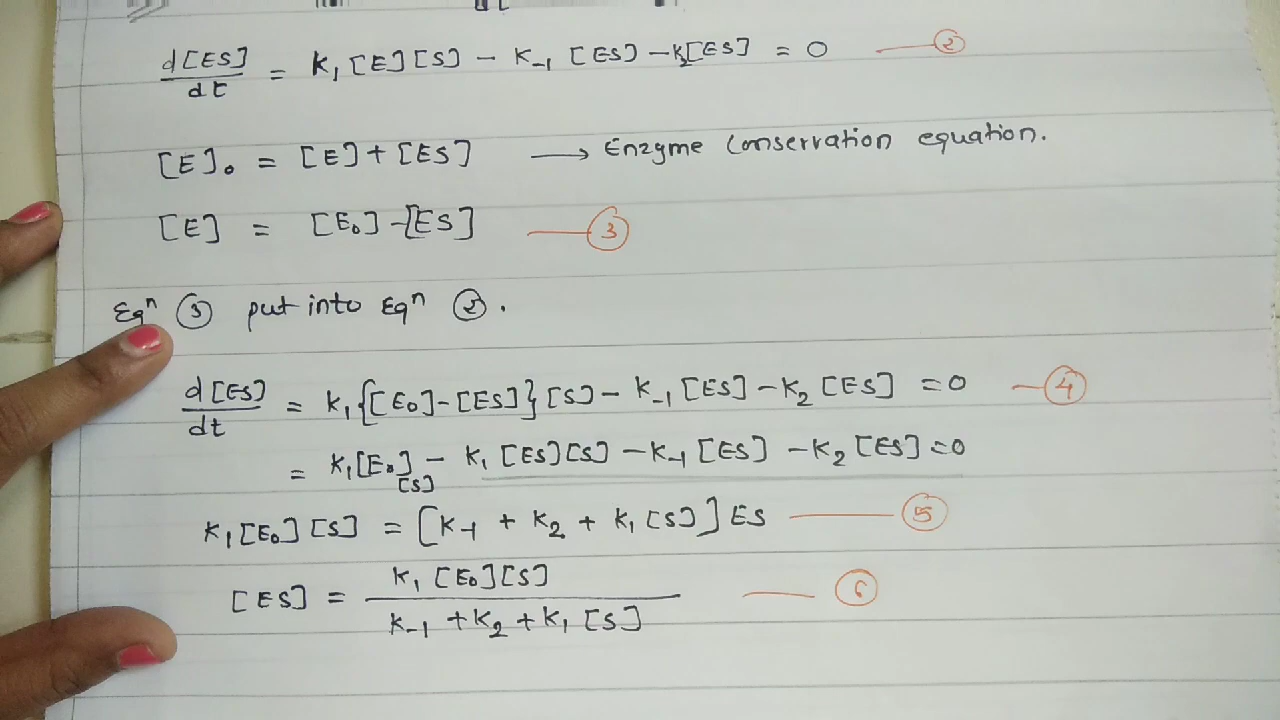 d[ES]/dt = K₁ [E][S] - K₋₁ [ES] - K₂[ES] = 0 — ②
[E]₀ = [E] + [ES] → Enzyme Conservation equation.
[E] = [E₀] - [ES] — ③
Eqⁿ ③ put into Eqⁿ ②.
d[ES]/dt = K₁{[E₀]-[ES]}[S] - K₋₁[ES] - K₂[ES] = 0 — ④
= K₁[E₀][S] - K₁[ES][S] - K₋₁[ES] - K₂[ES] = 0
K₁[E₀][S] = [K₋₁ + K₂ + K₁[S]] ES — ⑤
[ES] = K₁[E₀][S] / K₋₁ + K₂ + K₁[S] — ⑥